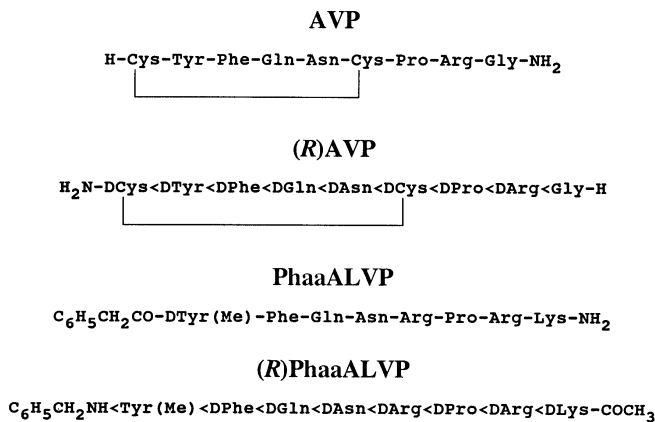 AVP
H-Cys-Tyr-Phe-Gln-Asn-Cys-Pro-Arg-Gly-NH2
(R)AVP
H2N-DCys<DTyr<DPhe<DGln<DAsn<DCys<DPro<DArg<Gly-H
PhaaALVP
C6H5CH2CO-DTyr(Me)-Phe-Gln-Asn-Arg-Pro-Arg-Lys-NH2
(R)PhaaALVP
C6H5CH2NH<Tyr(Me)<DPhe<DGln<DAsn<DArg<DPro<DArg<DLys-COCH3